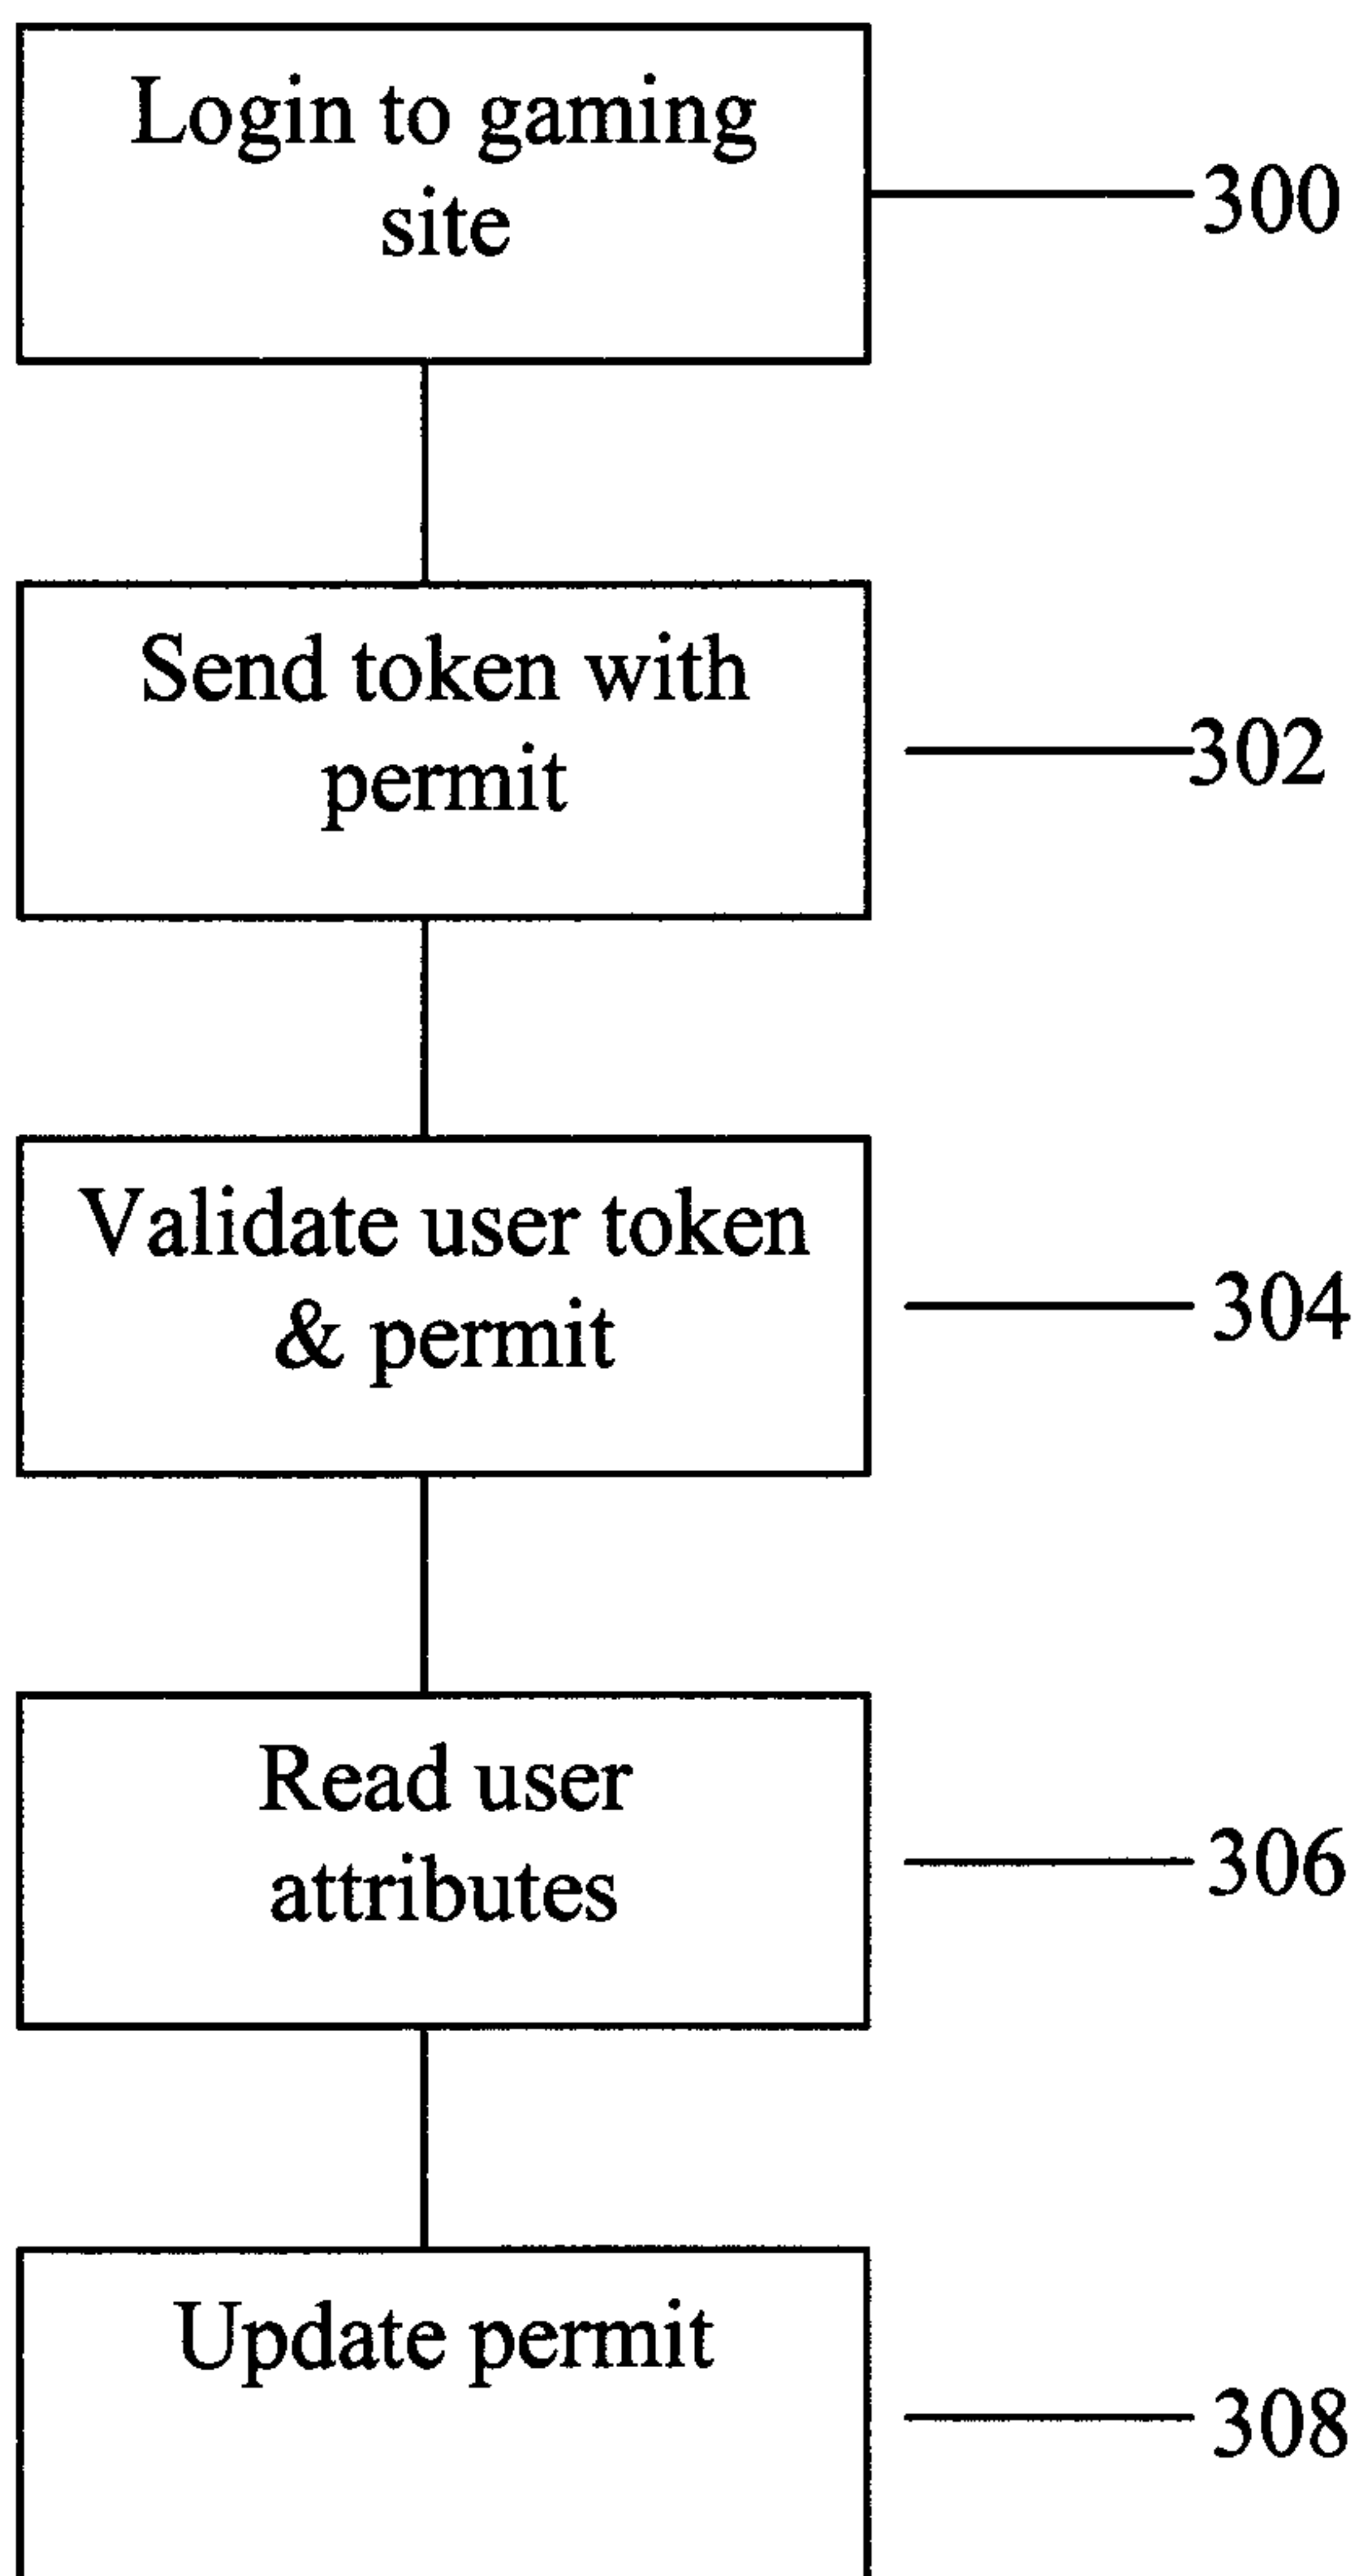 Login to gaming
site
300
Send token with
permit
302
Validate user token
& permit
304
Read user
attributes
306
Update permit
308